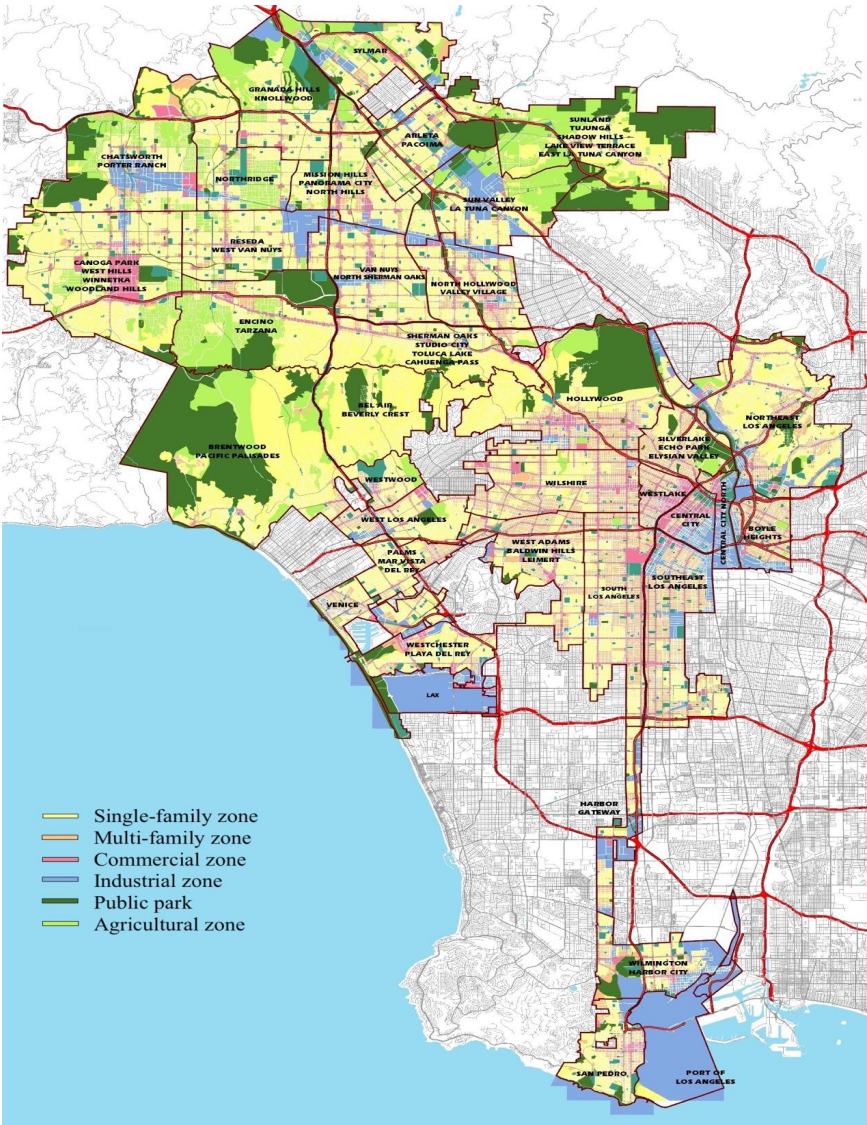 SYLMAR
GRANADA HILLS
KNOLLWOOD
SUNLAND
TUJUNGA
SHADOW HILLS
LAKE VIEW TERRACE
EAST LA TUNA CANYON
ARLETA
PACOIMA
CHATSWORTH
PORTER RANCH
NORTHRIDGE
MISSION HILLS
PANORAMA CITY
NORTH HILLS
SUN VALLEY
LA TUNA CANYON
RESEDA
WEST VAN NUYS
CANOGA PARK
WEST HILLS
WINNETKA
WOODLAND HILLS
VAN NUYS
NORTH SHERMAN OAKS
NORTH HOLLYWOOD
VALLEY VILLAGE
ENCINO
TARZANA
SHERMAN OAKS
STUDIO CITY
TOLUCA LAKE
CAHUENGA PASS
HOLLYWOOD
BEL AIR
BEVERLY CREST
NORTHEAST
LOS ANGELES
BRENTWOOD
PACIFIC PALISADES
SILVERLAKE
ECHO PARK
ELYSIAN VALLEY
WESTWOOD
WILSHIRE
WESTLAKE
CENTRAL
CITY
CENTRAL CITY NORTH
BOYLE
HEIGHTS
WEST LOS ANGELES
WEST ADAMS
BALDWIN HILLS
LEIMERT
PALMS
MAR VISTA
DEL REY
SOUTH
LOS ANGELES
SOUTHEAST
LOS ANGELES
VENICE
WESTCHESTER
PLAYA DEL REY
LAX
HARBOR
GATEWAY
Single-family zone
Multi-family zone
Commercial zone
Industrial zone
Public park
Agricultural zone
WILMINGTON
HARBOR CITY
SAN PEDRO
PORT OF
LOS ANGELES